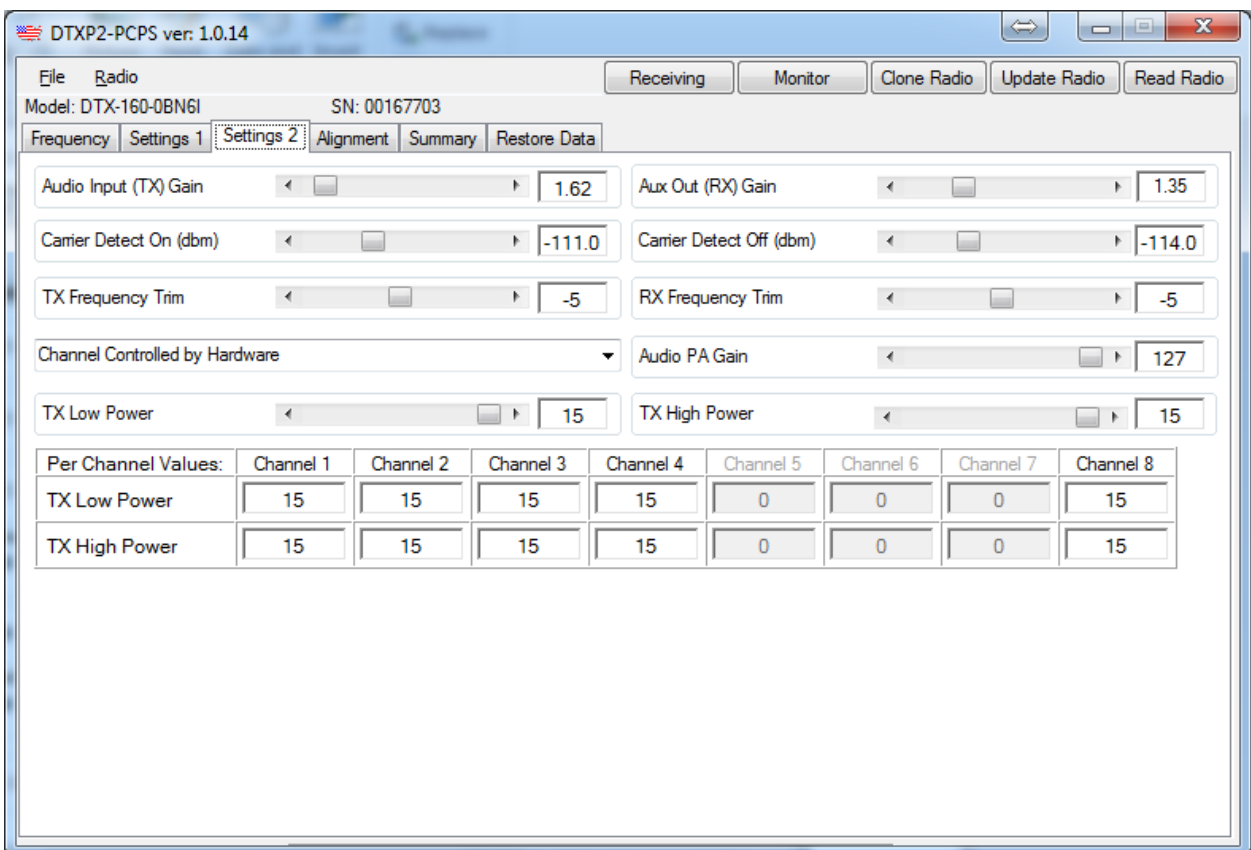 DTXP2-PCPS ver: 1.0.14
File Radio Receiving Monitor Clone Radio Update Radio Read Radio
Model: DTX-160-0BN6I SN: 00167703
Frequency Settings 1 Settings 2 Alignment Summary Restore Data
Audio Input (TX) Gain 1.62 Aux Out (RX) Gain 1.35
Carrier Detect On (dbm) -111.0 Carrier Detect Off (dbm) -114.0
TX Frequency Trim -5 RX Frequency Trim -5
Channel Controlled by Hardware Audio PA Gain 127
TX Low Power 15 TX High Power 15
Per Channel Values: Channel 1 Channel 2 Channel 3 Channel 4 Channel 5 Channel 6 Channel 7 Channel 8
TX Low Power 15 15 15 15 0 0 0 15
TX High Power 15 15 15 15 0 0 0 15